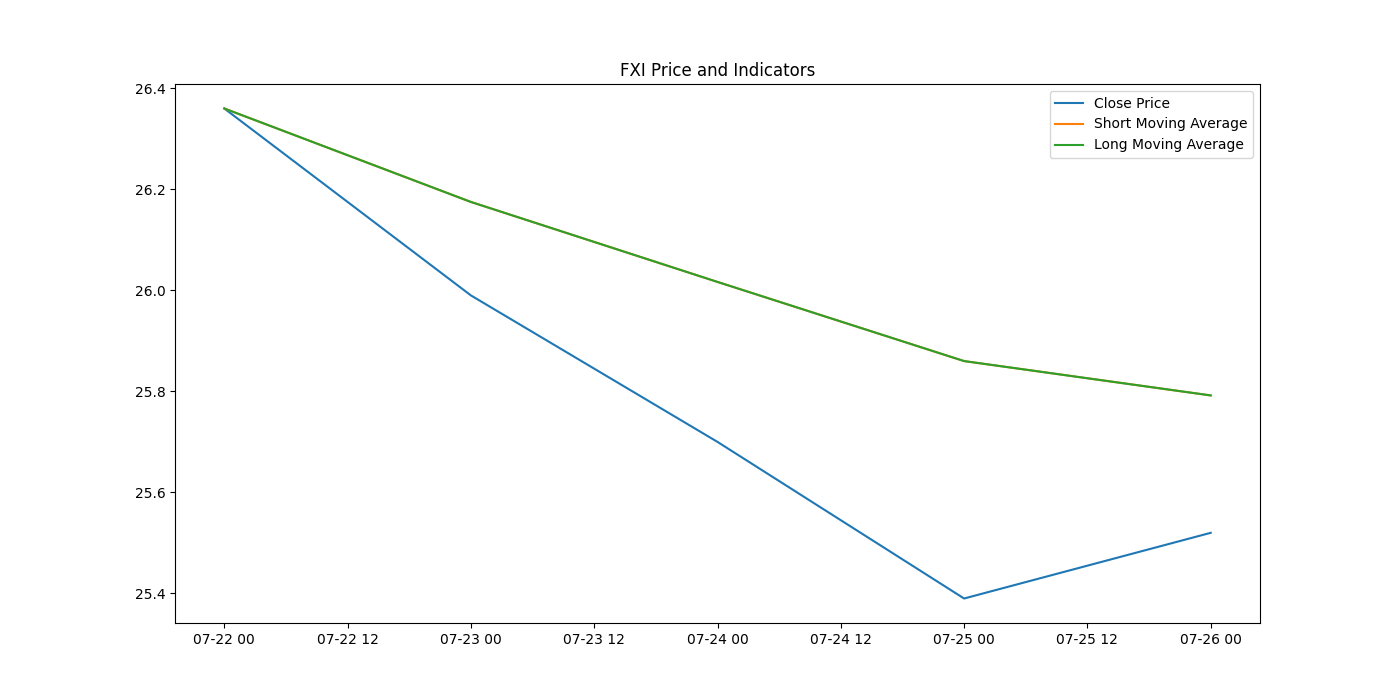 FXI Price and Indicators
26.4
26.2
26.0
25.8
25.6
25.4
Close Price
Short Moving Average
Long Moving Average
07-22 00 07-22 12 07-23 00 07-23 12 07-24 00 07-24 12 07-25 00 07-25 12 07-26 00